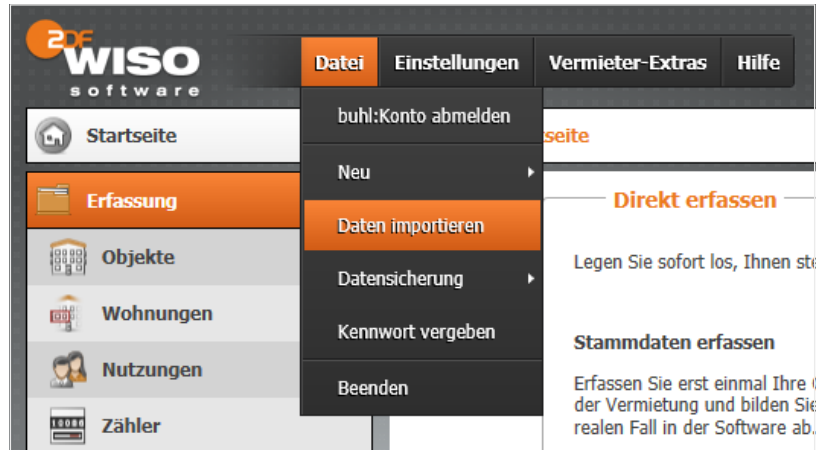 ZDF
WISO
software
Datei Einstellungen Vermieter-Extras Hilfe
Startseite
seite
buhl:Konto abmelden
Neu
Daten importieren
Datensicherung
Kennwort vergeben
Beenden
Erfassung
Objekte
Wohnungen
Nutzungen
Zähler
10080
Direkt erfassen
Legen Sie sofort los, Ihnen ste
Stammdaten erfassen
Erfassen Sie erst einmal Ihre
der Vermietung und bilden Sie
realen Fall in der Software ab.